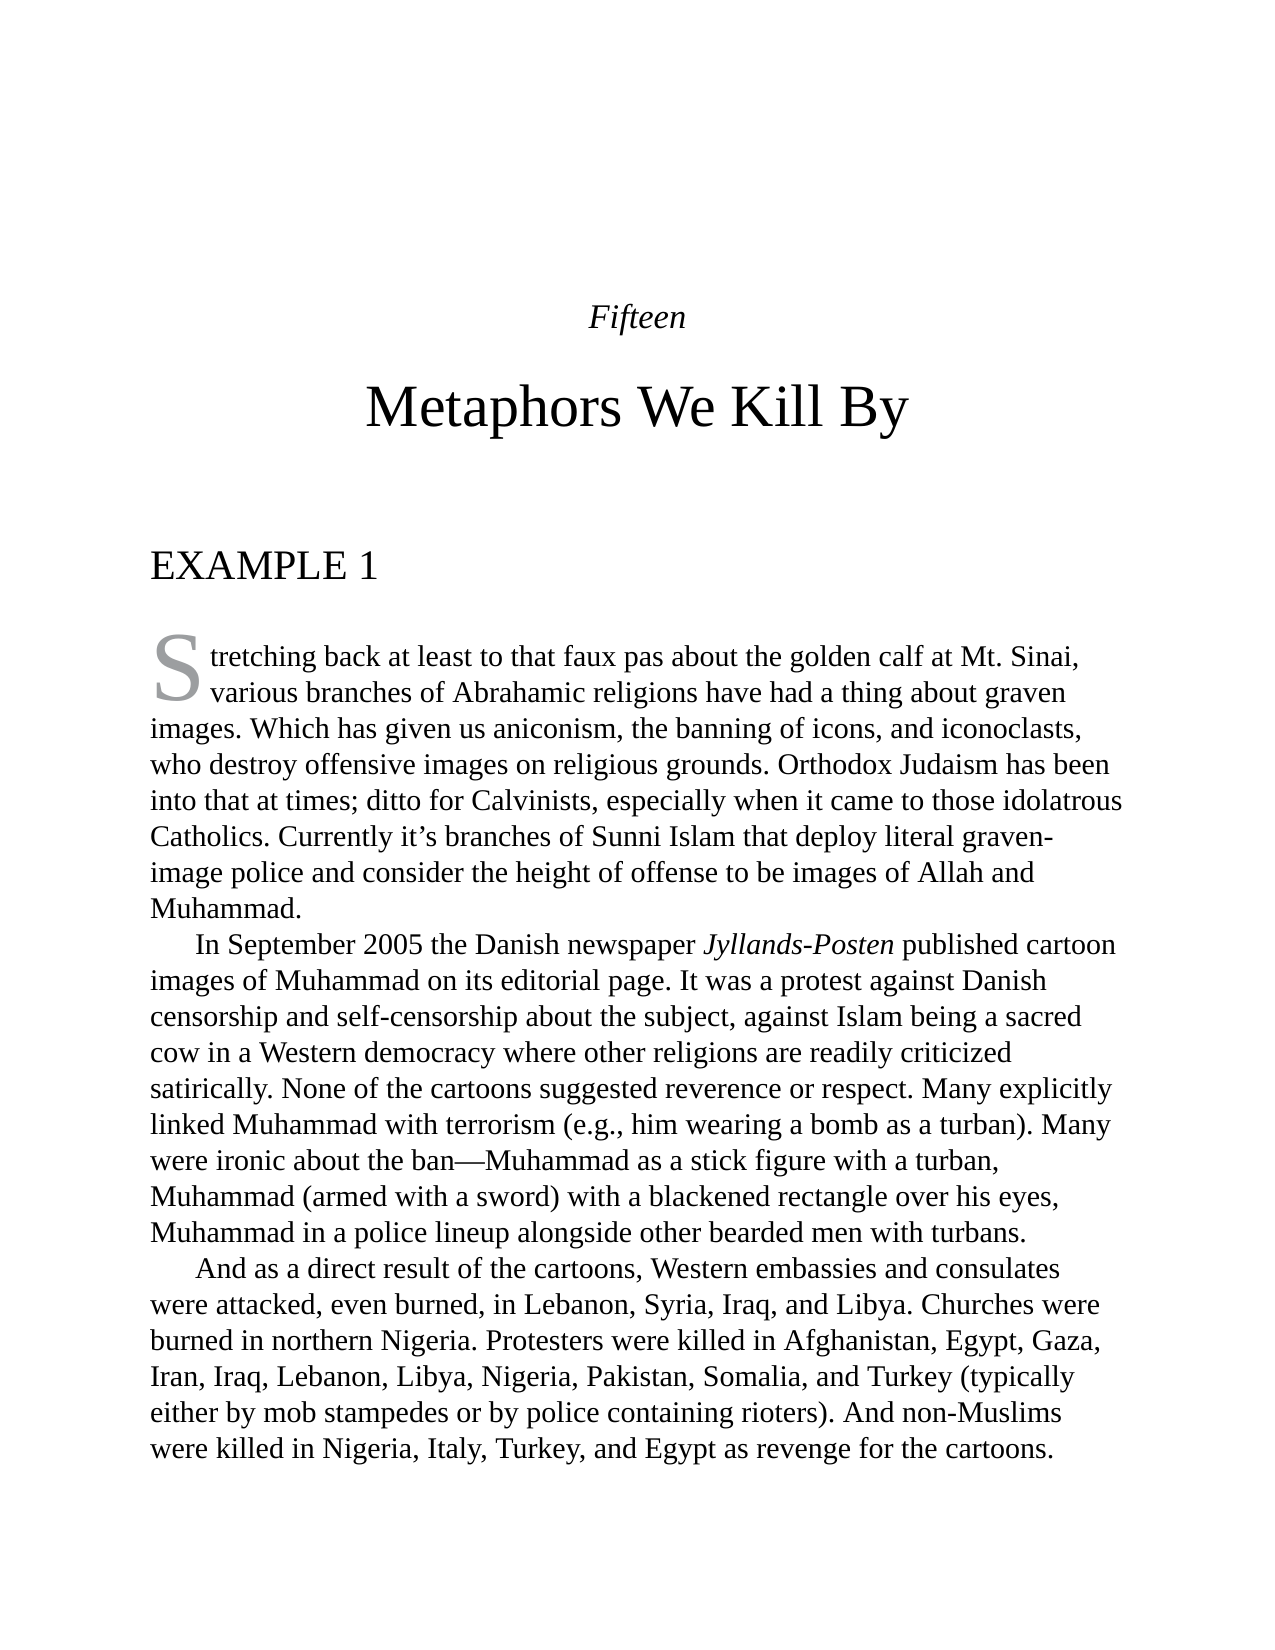 Fifteen
Metaphors We Kill By
EXAMPLE 1
Stretching back at least to that faux pas about the golden calf at Mt. Sinai,
various branches of Abrahamic religions have had a thing about graven
images. Which has given us aniconism, the banning of icons, and iconoclasts,
who destroy offensive images on religious grounds. Orthodox Judaism has been
into that at times; ditto for Calvinists, especially when it came to those idolatrous
Catholics. Currently it’s branches of Sunni Islam that deploy literal graven-
image police and consider the height of offense to be images of Allah and
Muhammad.
In September 2005 the Danish newspaper Jyllands-Posten published cartoon
images of Muhammad on its editorial page. It was a protest against Danish
censorship and self-censorship about the subject, against Islam being a sacred
cow in a Western democracy where other religions are readily criticized
satirically. None of the cartoons suggested reverence or respect. Many explicitly
linked Muhammad with terrorism (e.g., him wearing a bomb as a turban). Many
were ironic about the ban—Muhammad as a stick figure with a turban,
Muhammad (armed with a sword) with a blackened rectangle over his eyes,
Muhammad in a police lineup alongside other bearded men with turbans.
And as a direct result of the cartoons, Western embassies and consulates
were attacked, even burned, in Lebanon, Syria, Iraq, and Libya. Churches were
burned in northern Nigeria. Protesters were killed in Afghanistan, Egypt, Gaza,
Iran, Iraq, Lebanon, Libya, Nigeria, Pakistan, Somalia, and Turkey (typically
either by mob stampedes or by police containing rioters). And non-Muslims
were killed in Nigeria, Italy, Turkey, and Egypt as revenge for the cartoons.